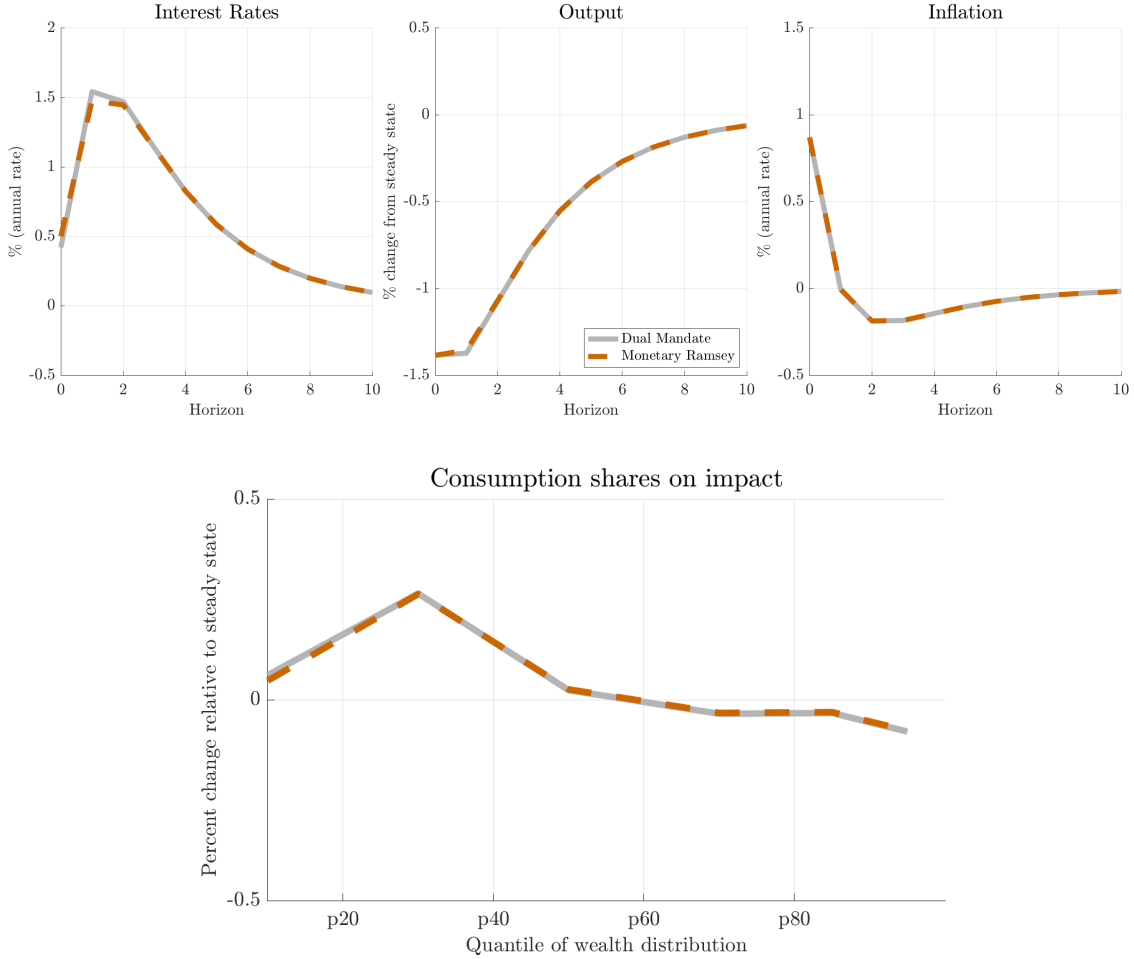 Interest Rates
% (annual rate)
2
1.5
1
0.5
0
-0.5
0 2 4 6 8 10
Horizon
Output
% change from steady state
0.5
0
-0.5
-1
-1.5
0 2 4 6 8 10
Horizon
Dual Mandate
Monetary Ramsey
Inflation
% (annual rate)
1.5
1
0.5
0
-0.5
0 2 4 6 8 10
Horizon
Consumption shares on impact
Percent change relative to steady state
0.5
0
-0.5
p20 p40 p60 p80
Quantile of wealth distribution